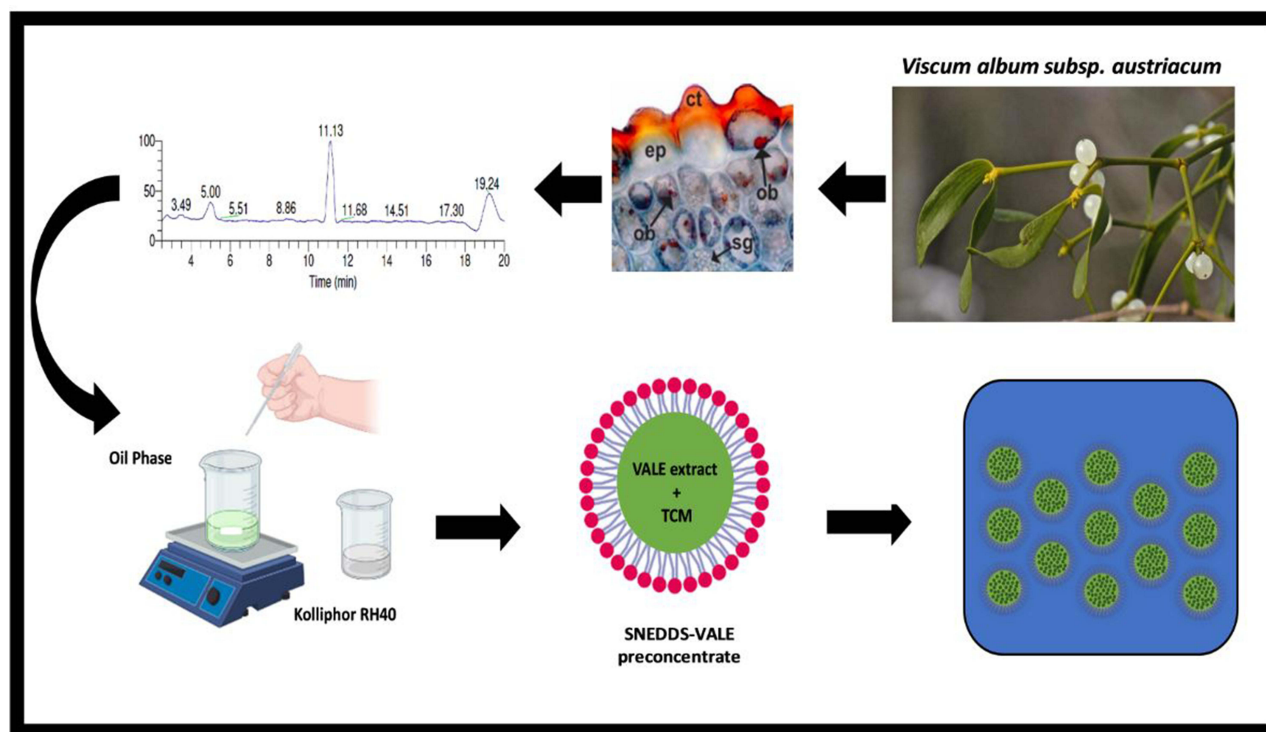 Viscum album subsp. austriacum
ct
ep
ob
ob
sg
100
50
0
3.49
5.00
5.51
8.86
11.13
11.68
14.51
17.30
19.24
4 6 8 10 12 14 16 18 20
Time (min)
Oil Phase
Kolliphor RH40
VALE extract
+
TCM
SNEDDS-VALE
preconcentrate